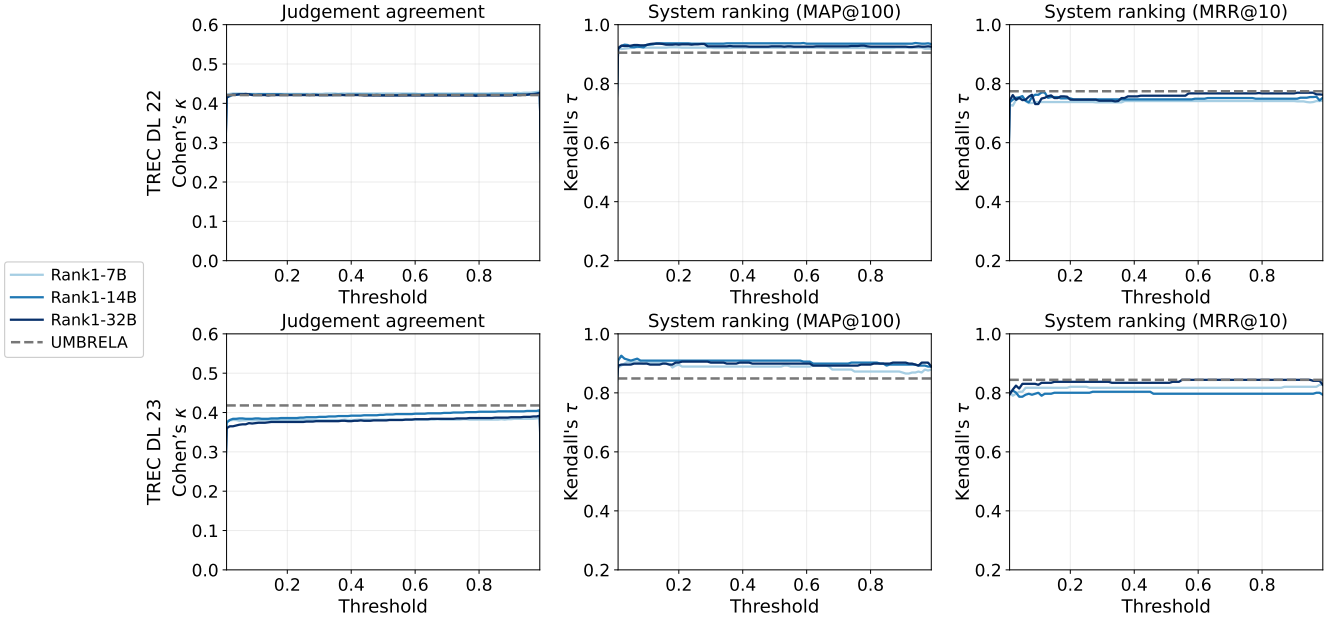 Judgement agreement
System ranking (MAP@100)
System ranking (MRR@10)
TREC DL 22
Cohen's κ
0.6
0.5
0.4
0.3
0.2
0.1
0.0
0.2 0.4 0.6 0.8
Threshold
Kendall's τ
1.0
0.8
0.6
0.4
0.2
0.2 0.4 0.6 0.8
Threshold
Kendall's τ
1.0
0.8
0.6
0.4
0.2
0.2 0.4 0.6 0.8
Threshold
Rank1-7B
Rank1-14B
Rank1-32B
UMBRELA
Judgement agreement
System ranking (MAP@100)
System ranking (MRR@10)
TREC DL 23
Cohen's κ
0.6
0.5
0.4
0.3
0.2
0.1
0.0
0.2 0.4 0.6 0.8
Threshold
Kendall's τ
1.0
0.8
0.6
0.4
0.2
0.2 0.4 0.6 0.8
Threshold
Kendall's τ
1.0
0.8
0.6
0.4
0.2
0.2 0.4 0.6 0.8
Threshold